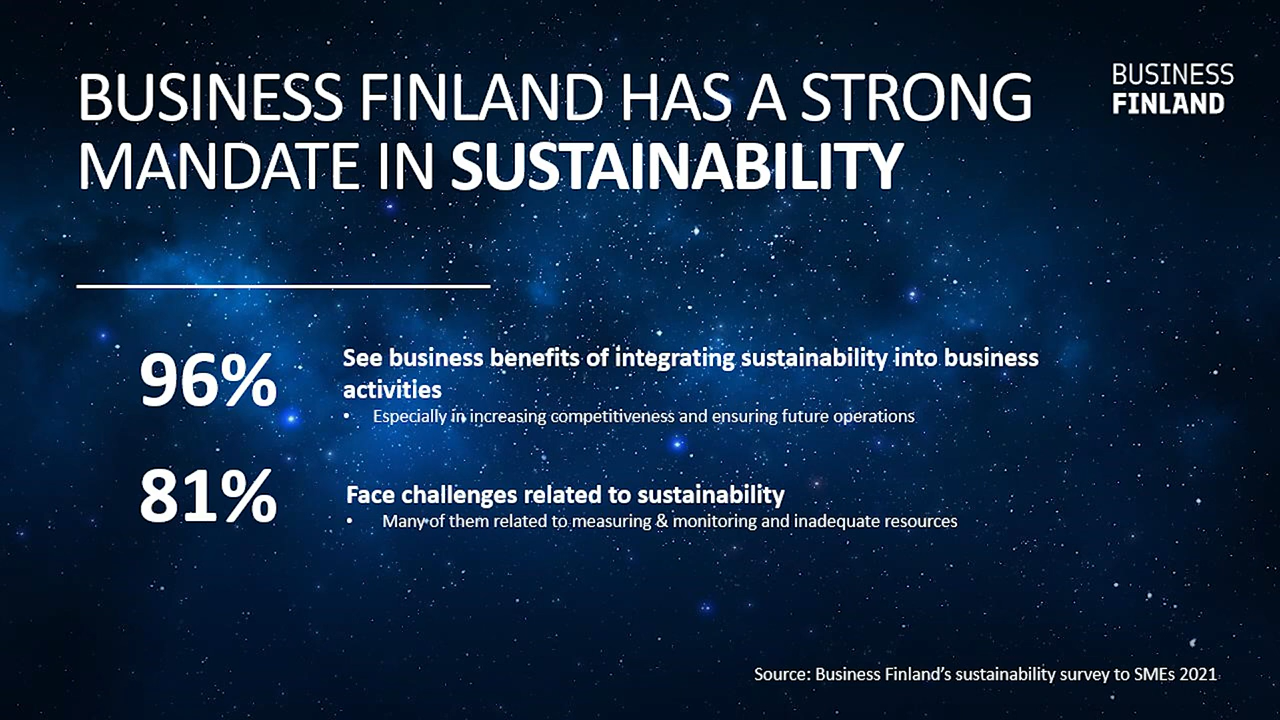 BUSINESS FINLAND HAS A STRONG
MANDATE IN SUSTAINABILITY
BUSINESS
FINLAND
96%
See business benefits of integrating sustainability into business
activities
• Especially in increasing competitiveness and ensuring future operations
81%
Face challenges related to sustainability
• Many of them related to measuring & monitoring and inadequate resources
Source: Business Finland’s sustainability survey to SMEs 2021